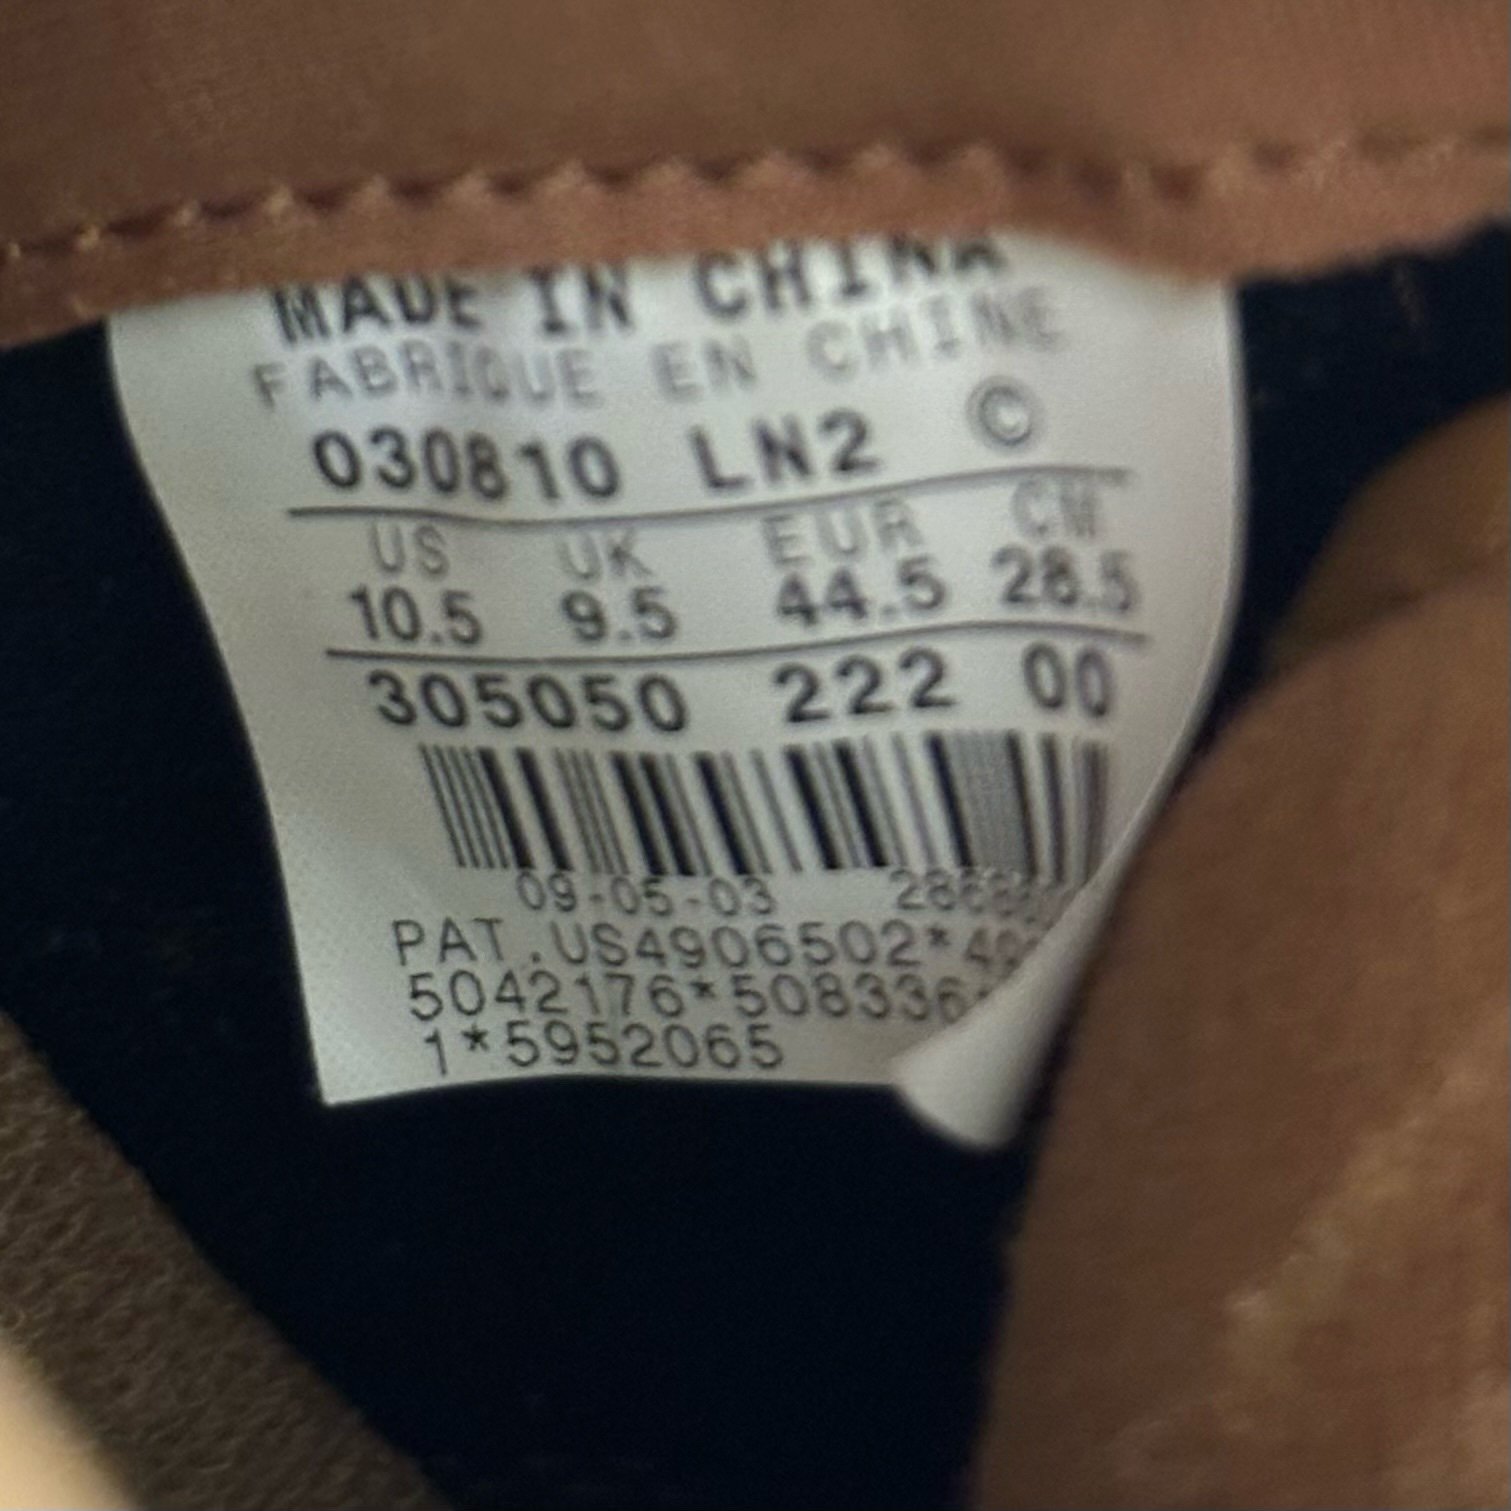 MADE IN CHINA
FABRIQUE EN CHINE
030810 LN2 ©
US UK EUR CM
10.5 9.5 44.5 28.5
305050 222 00
09-05-03
PAT.US4906502*
5042176*508336
1*5952065